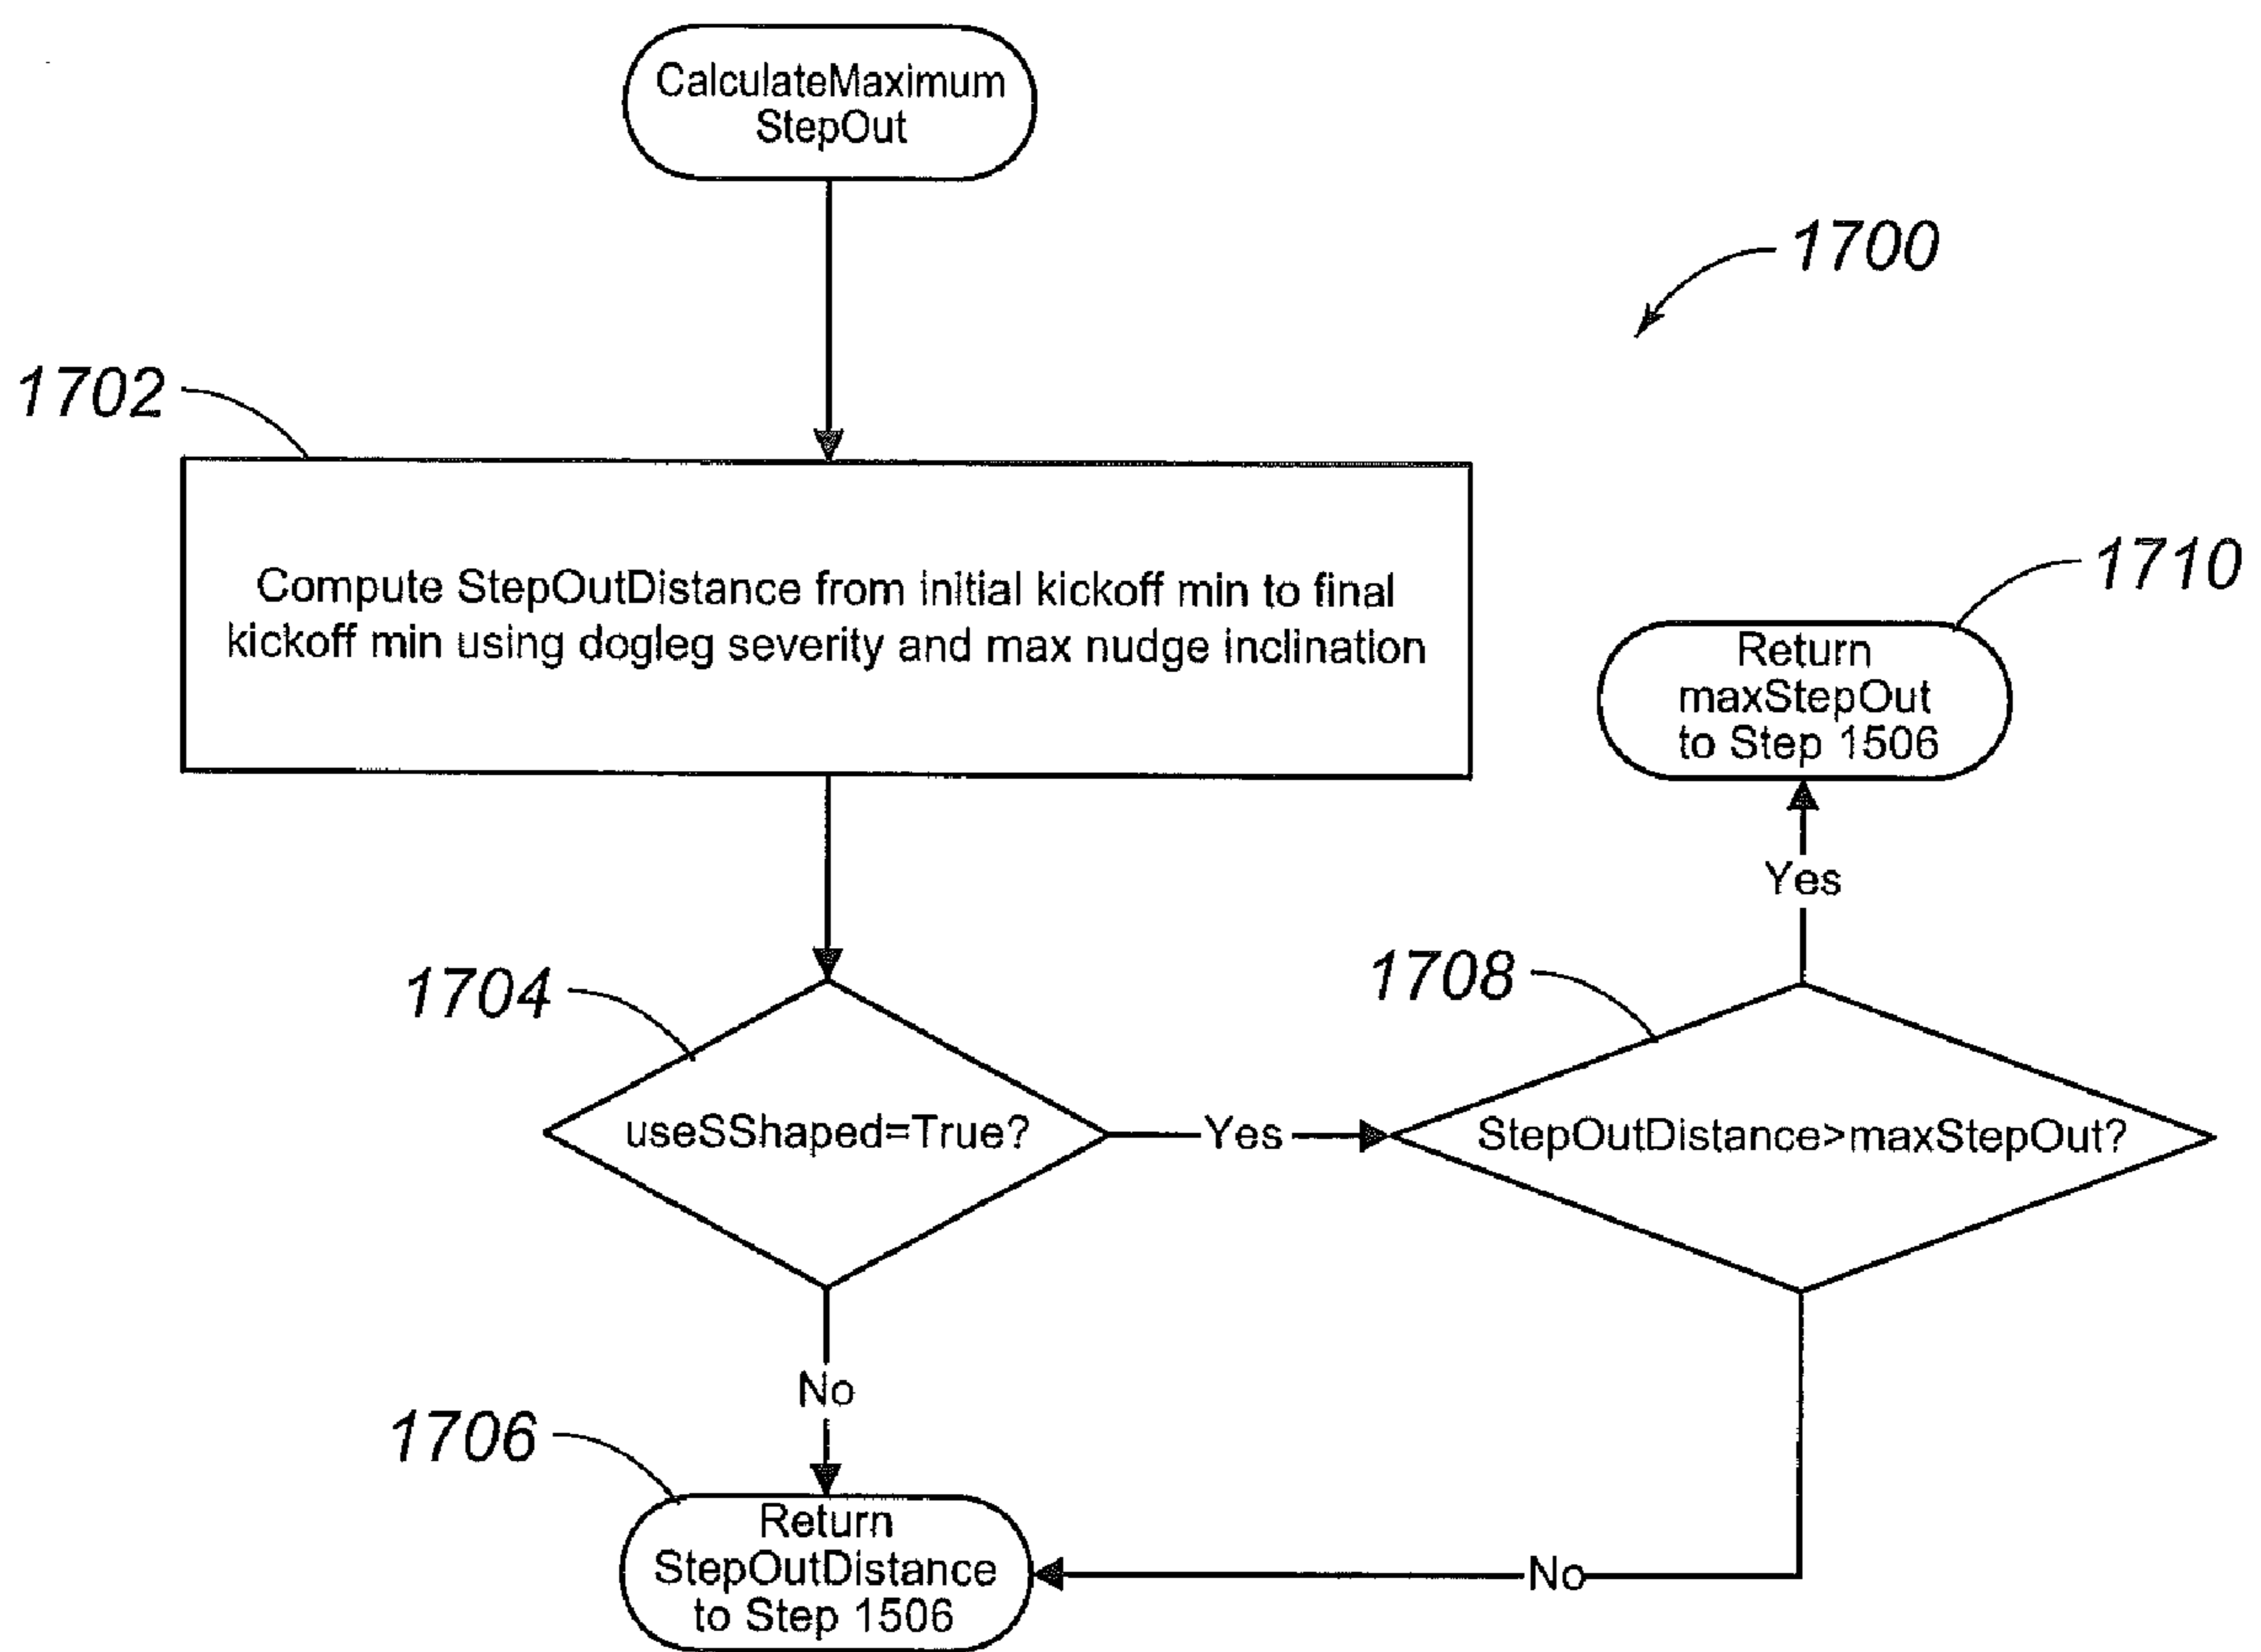 CalculateMaximum
StepOut
1700
1702
Compute StepOutDistance from initial kickoff min to final
kickoff min using dogleg severity and max nudge inclination
1710
Return
maxStepOut
to Step 1506
Yes
1704
1708
useSShaped=True?
Yes
StepOutDistance>maxStepOut?
No
1706
Return
StepOutDistance
to Step 1506
No